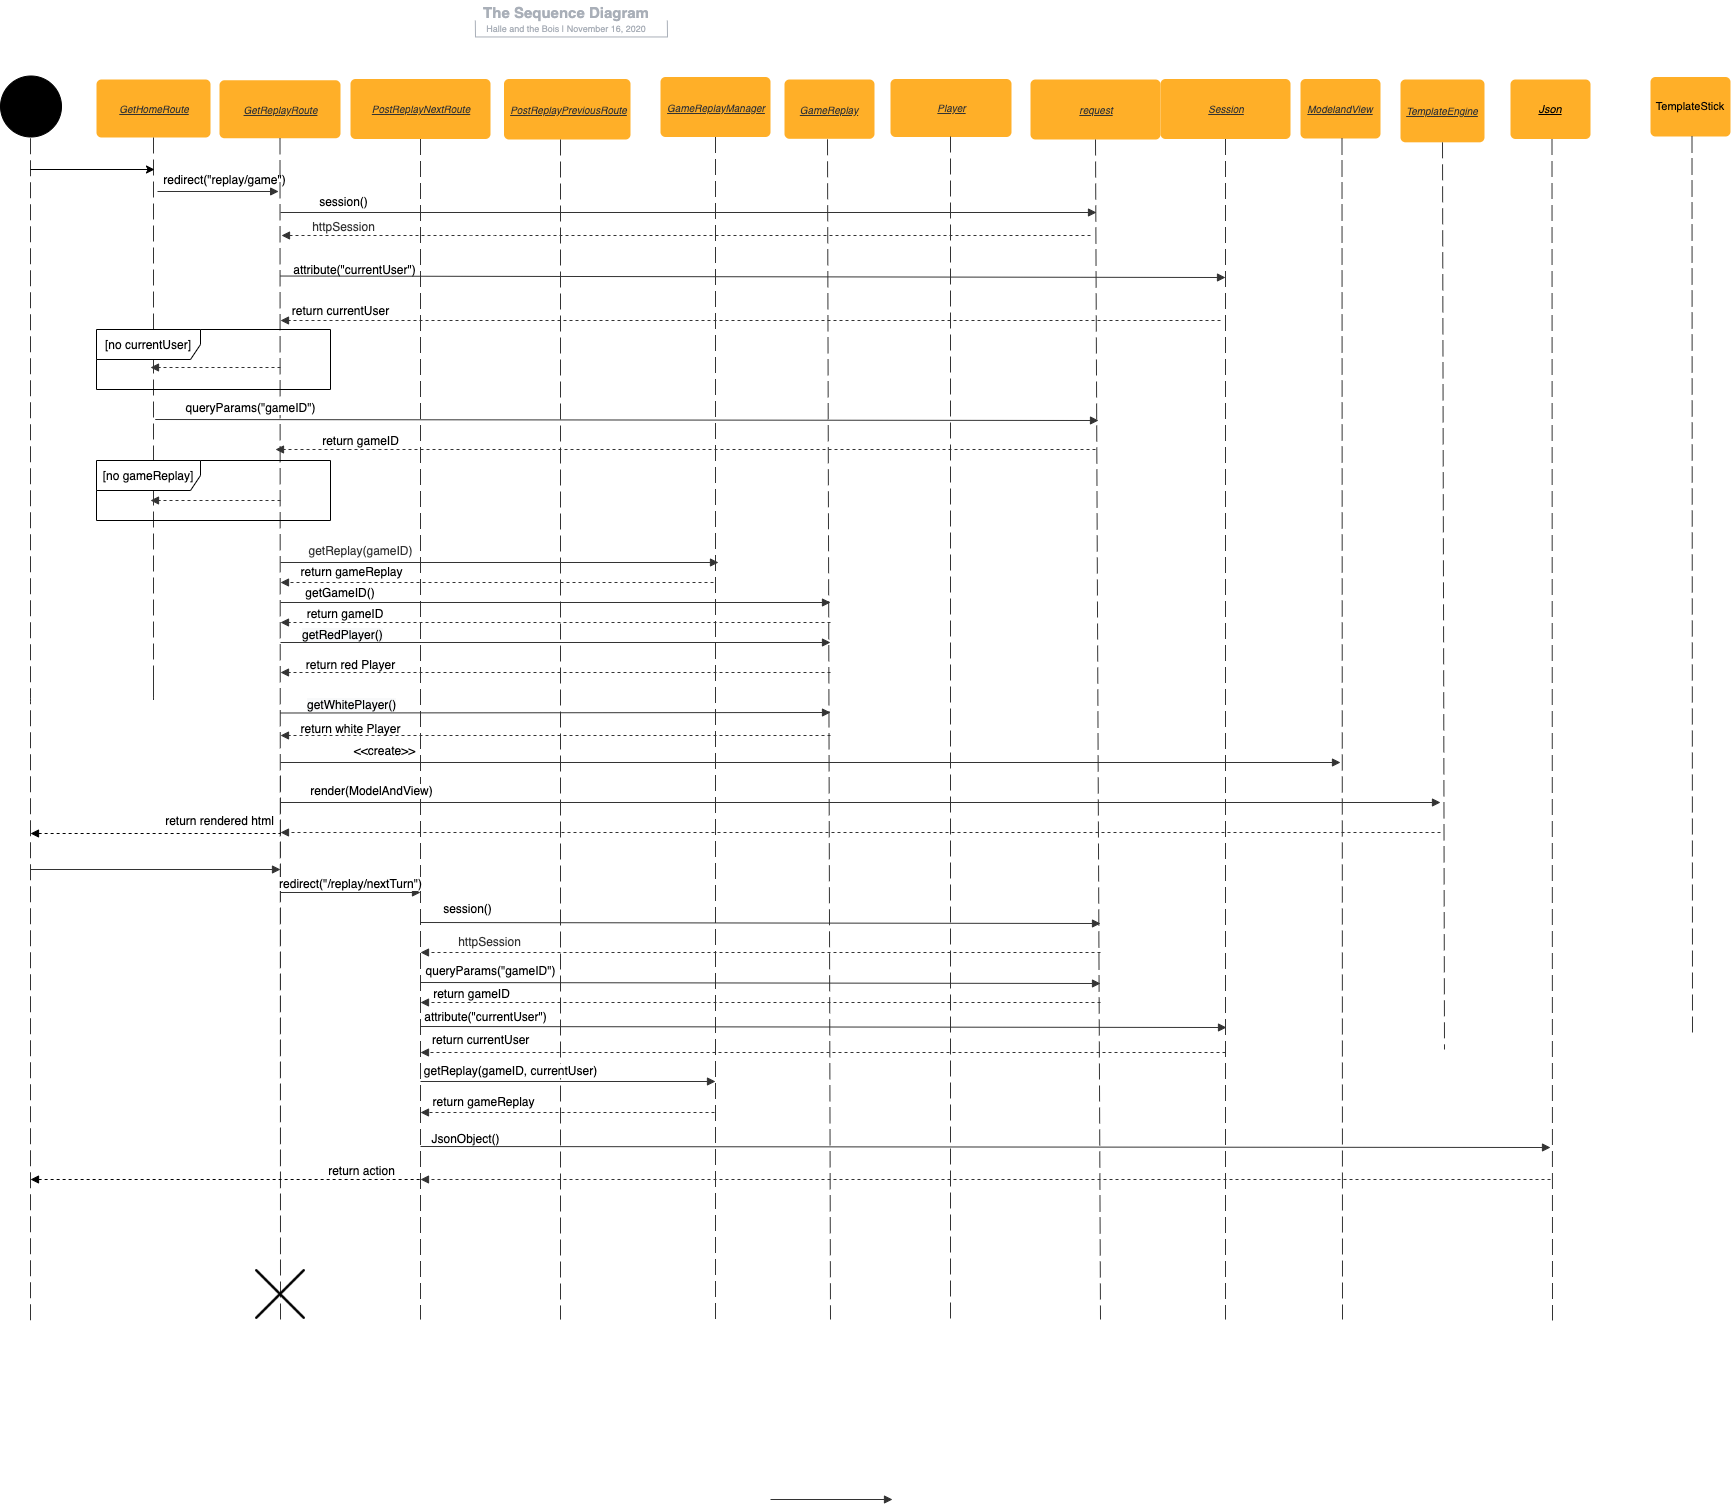 The Sequence Diagram
Halle and the Bois | November 16, 2020
GetHomeRoute
GetReplayRoute
PostReplayNextRoute
PostReplayPreviousRoute
GameReplayManager
GameReplay
Player
request
Session
ModelandView
TemplateEngine
Json
TemplateStick
redirect("replay/game")
session()
httpSession
attribute("currentUser")
return currentUser
[no currentUser]
queryParams("gameID")
return gameID
[no gameReplay]
getReplay(gameID)
return gameReplay
getGameID()
return gameID
getRedPlayer()
return red Player
getWhitePlayer()
return white Player
<<create>>
render(ModelAndView)
return rendered html
redirect("/replay/nextTurn")
session()
httpSession
queryParams("gameID")
return gameID
attribute("currentUser")
return currentUser
getReplay(gameID, currentUser)
return gameReplay
JsonObject()
return action